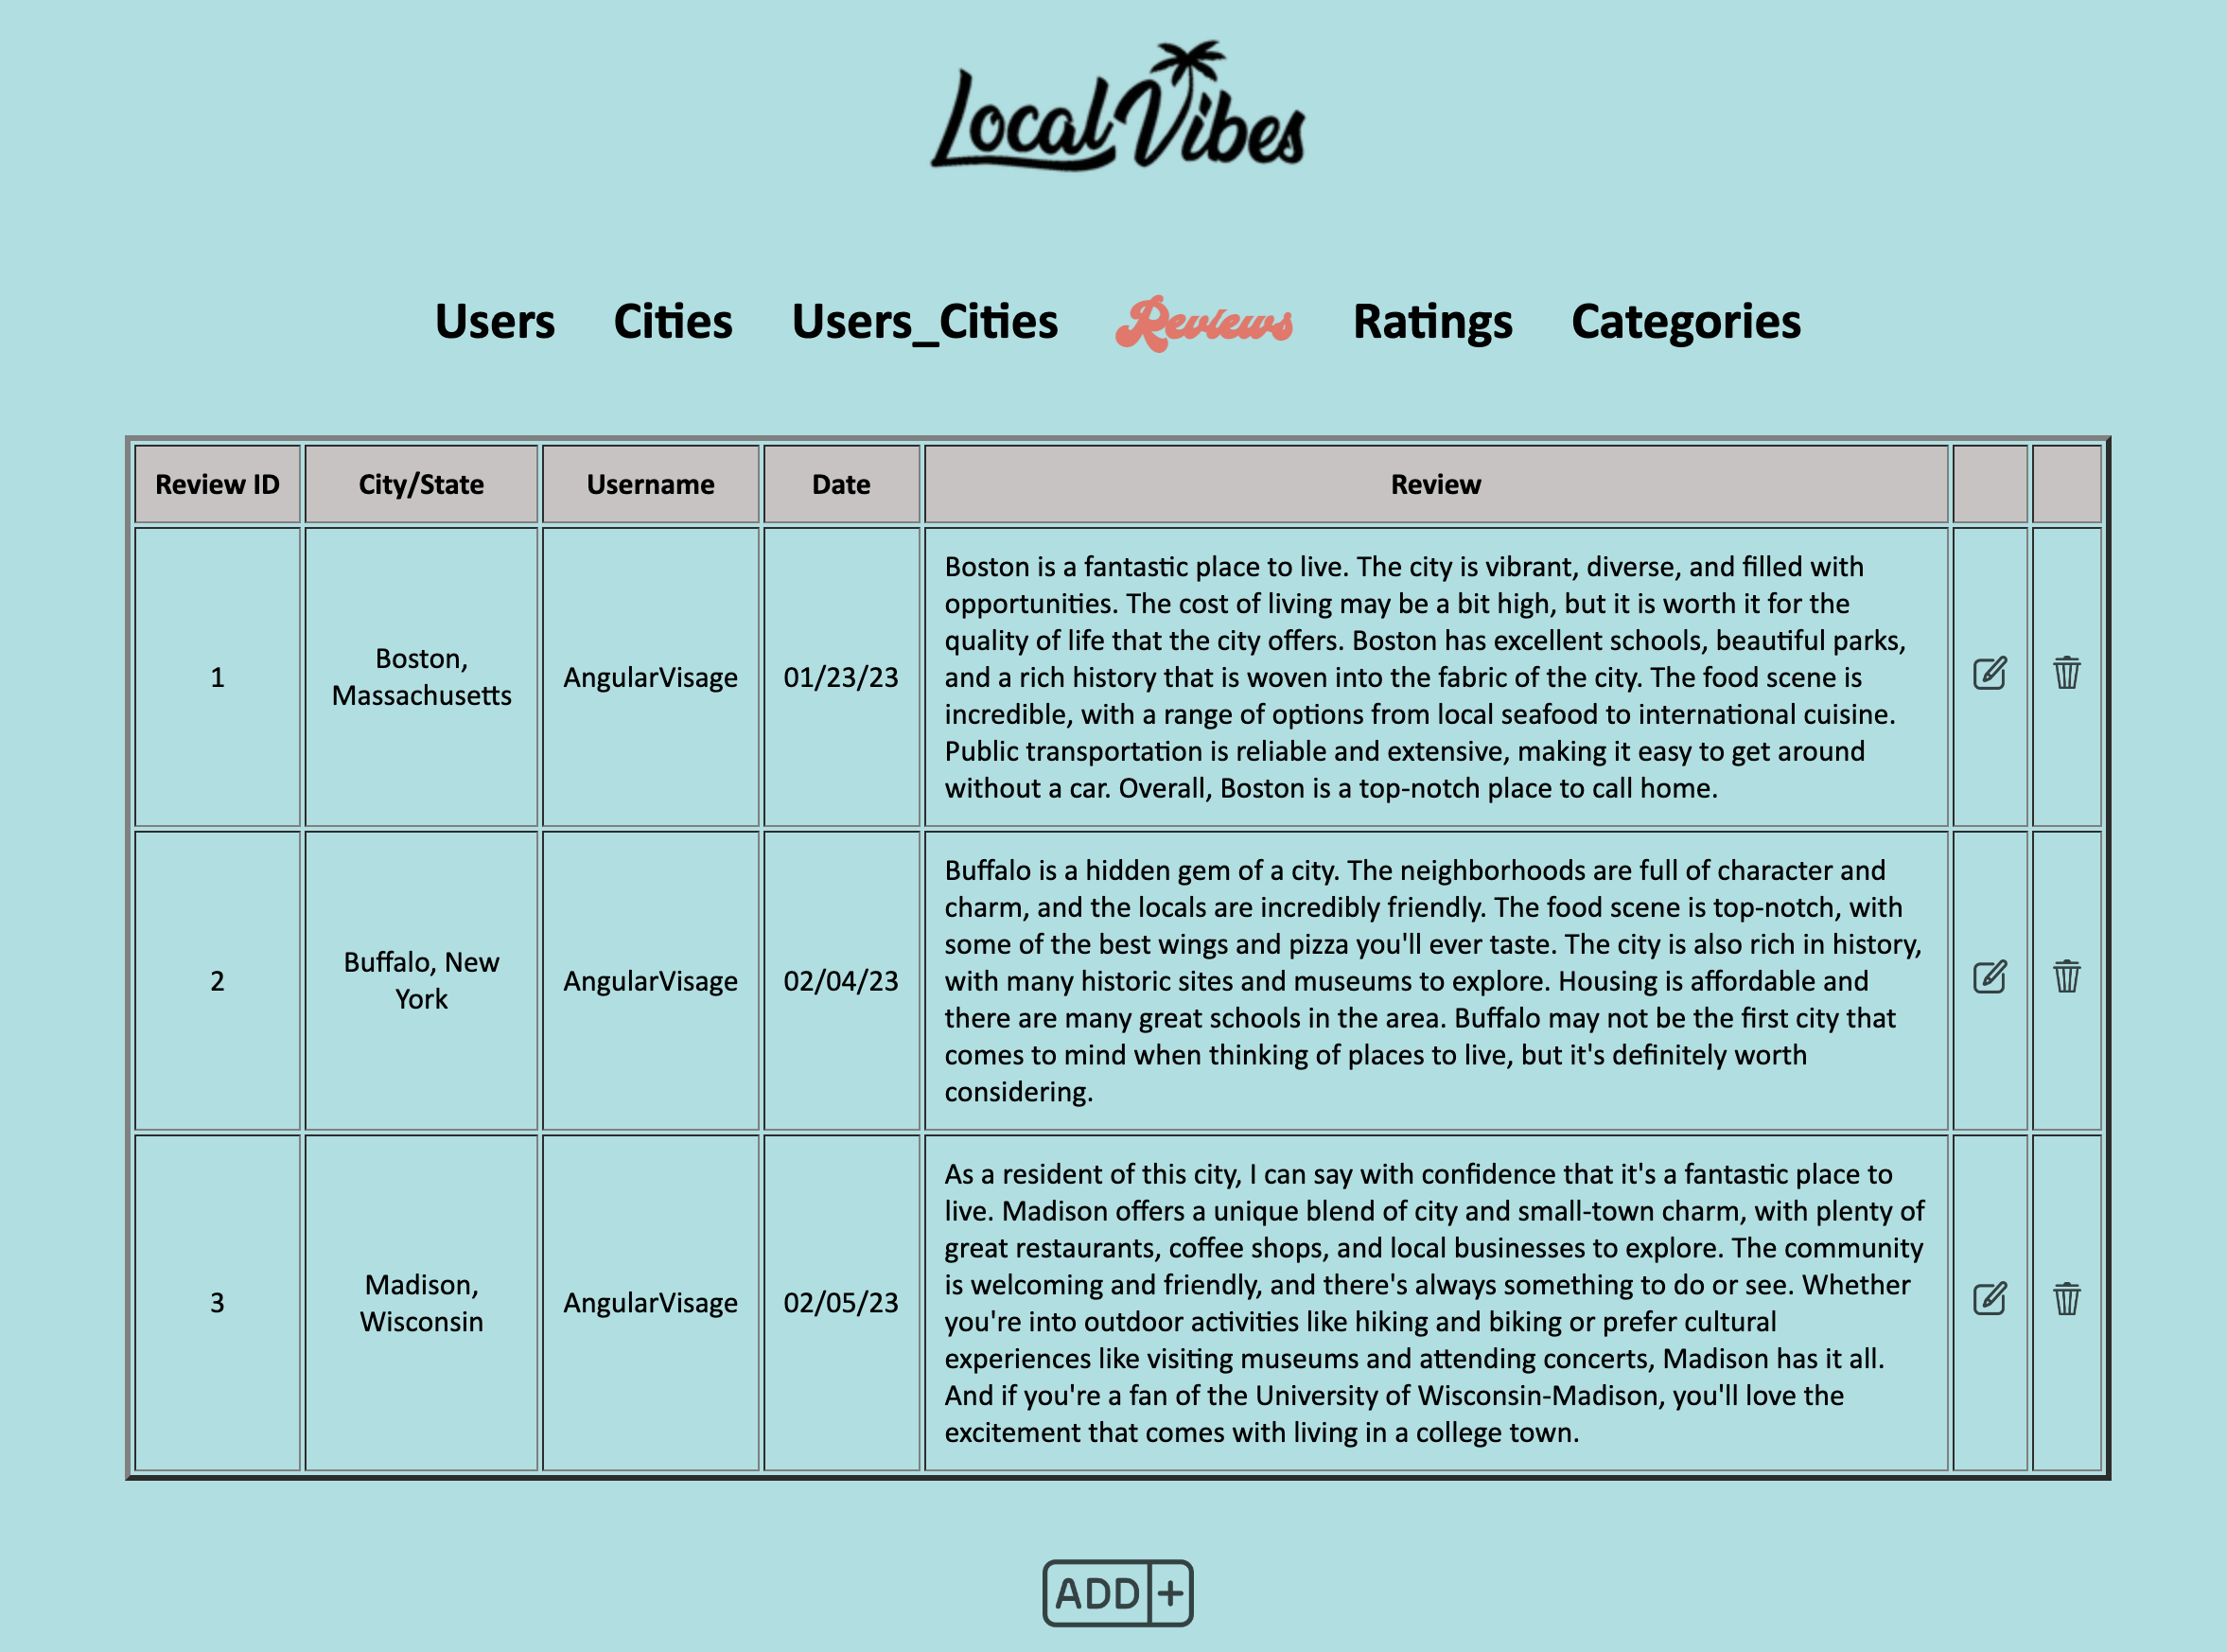 Local Vibes
Users Cities Users_Cities Reviews Ratings Categories
Review ID City/State Username Date Review
1
Boston,
Massachusetts
AngularVisage
01/23/23
Boston is a fantastic place to live. The city is vibrant, diverse, and filled with
opportunities. The cost of living may be a bit high, but it is worth it for the
quality of life that the city offers. Boston has excellent schools, beautiful parks,
and a rich history that is woven into the fabric of the city. The food scene is
incredible, with a range of options from local seafood to international cuisine.
Public transportation is reliable and extensive, making it easy to get around
without a car. Overall, Boston is a top-notch place to call home.
2
Buffalo, New
York
AngularVisage
02/04/23
Buffalo is a hidden gem of a city. The neighborhoods are full of character and
charm, and the locals are incredibly friendly. The food scene is top-notch, with
some of the best wings and pizza you'll ever taste. The city is also rich in history,
with many historic sites and museums to explore. Housing is affordable and
there are many great schools in the area. Buffalo may not be the first city that
comes to mind when thinking of places to live, but it's definitely worth
considering.
3
Madison,
Wisconsin
AngularVisage
02/05/23
As a resident of this city, I can say with confidence that it's a fantastic place to
live. Madison offers a unique blend of city and small-town charm, with plenty of
great restaurants, coffee shops, and local businesses to explore. The community
is welcoming and friendly, and there's always something to do or see. Whether
you're into outdoor activities like hiking and biking or prefer cultural
experiences like visiting museums and attending concerts, Madison has it all.
And if you're a fan of the University of Wisconsin-Madison, you'll love the
excitement that comes with living in a college town.
ADD+